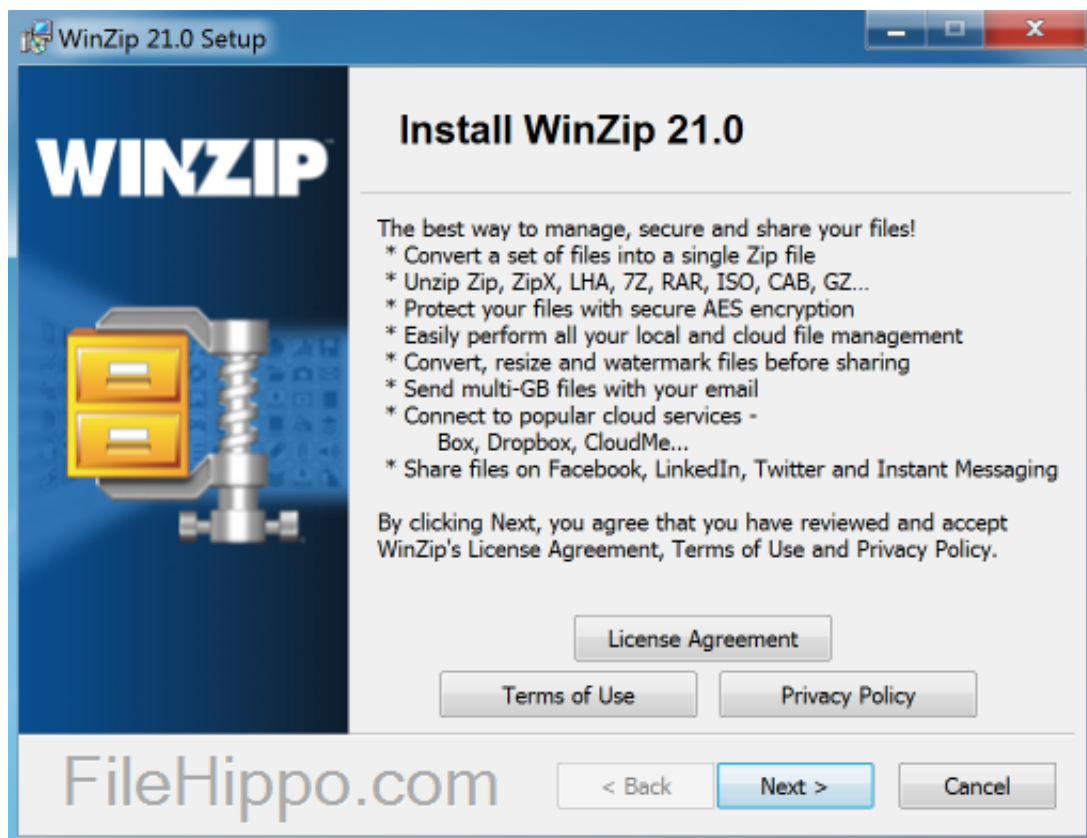 WinZip 21.0 Setup
WINZIP
Install WinZip 21.0
The best way to manage, secure and share your files!
* Convert a set of files into a single Zip file
* Unzip Zip, ZipX, LHA, 7Z, RAR, ISO, CAB, GZ...
* Protect your files with secure AES encryption
* Easily perform all your local and cloud file management
* Convert, resize and watermark files before sharing
* Send multi-GB files with your email
* Connect to popular cloud services -
Box, Dropbox, CloudMe...
* Share files on Facebook, LinkedIn, Twitter and Instant Messaging
By clicking Next, you agree that you have reviewed and accept
WinZip's License Agreement, Terms of Use and Privacy Policy.
License Agreement
Terms of Use Privacy Policy
FileHippo.com < Back Next > Cancel